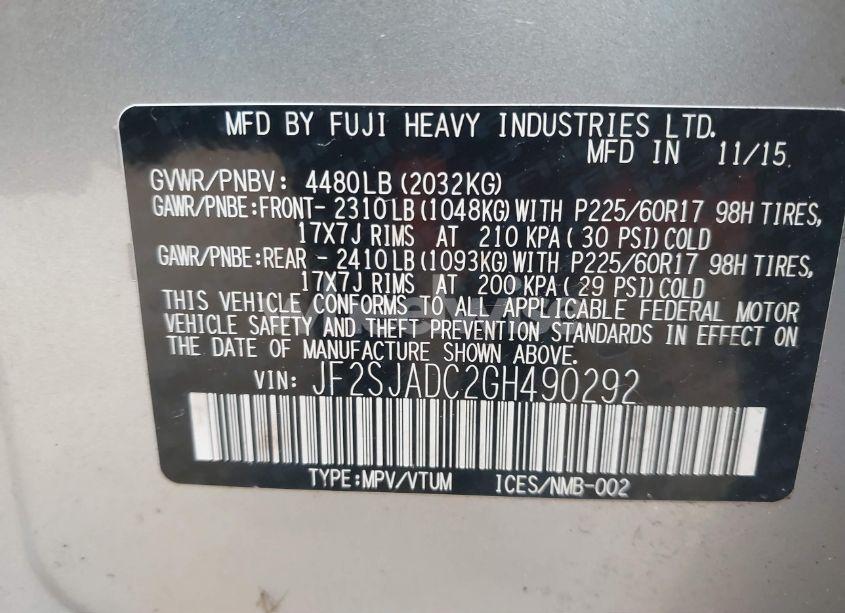 MFD BY FUJI HEAVY INDUSTRIES LTD.
MFD IN 11/15
GVWR/PNBV: 4480LB(2032KG)
GAWR/PNBE:FRONT- 2310LB(1048KG)WITH P225/60R17 98H TIRES,
17X7J RIMS AT 210 KPA( 30 PSI)COLD
GAWR/PNBE:REAR - 2410LB(1093KG)WITH P225/60R17 98H TIRES,
17X7J RIMS AT 200 KPA( 29 PSI)COLD
THIS VEHICLE CONFORMS TO ALL APPLICABLE FEDERAL MOTOR
VEHICLE SAFETY AND THEFT PREVENTION STANDARDS IN EFFECT ON
THE DATE OF MANUFACTURE SHOWN ABOVE.
VIN: JF2SJADC2GH490292
TYPE:MPV/VTUM ICES/NMB-002